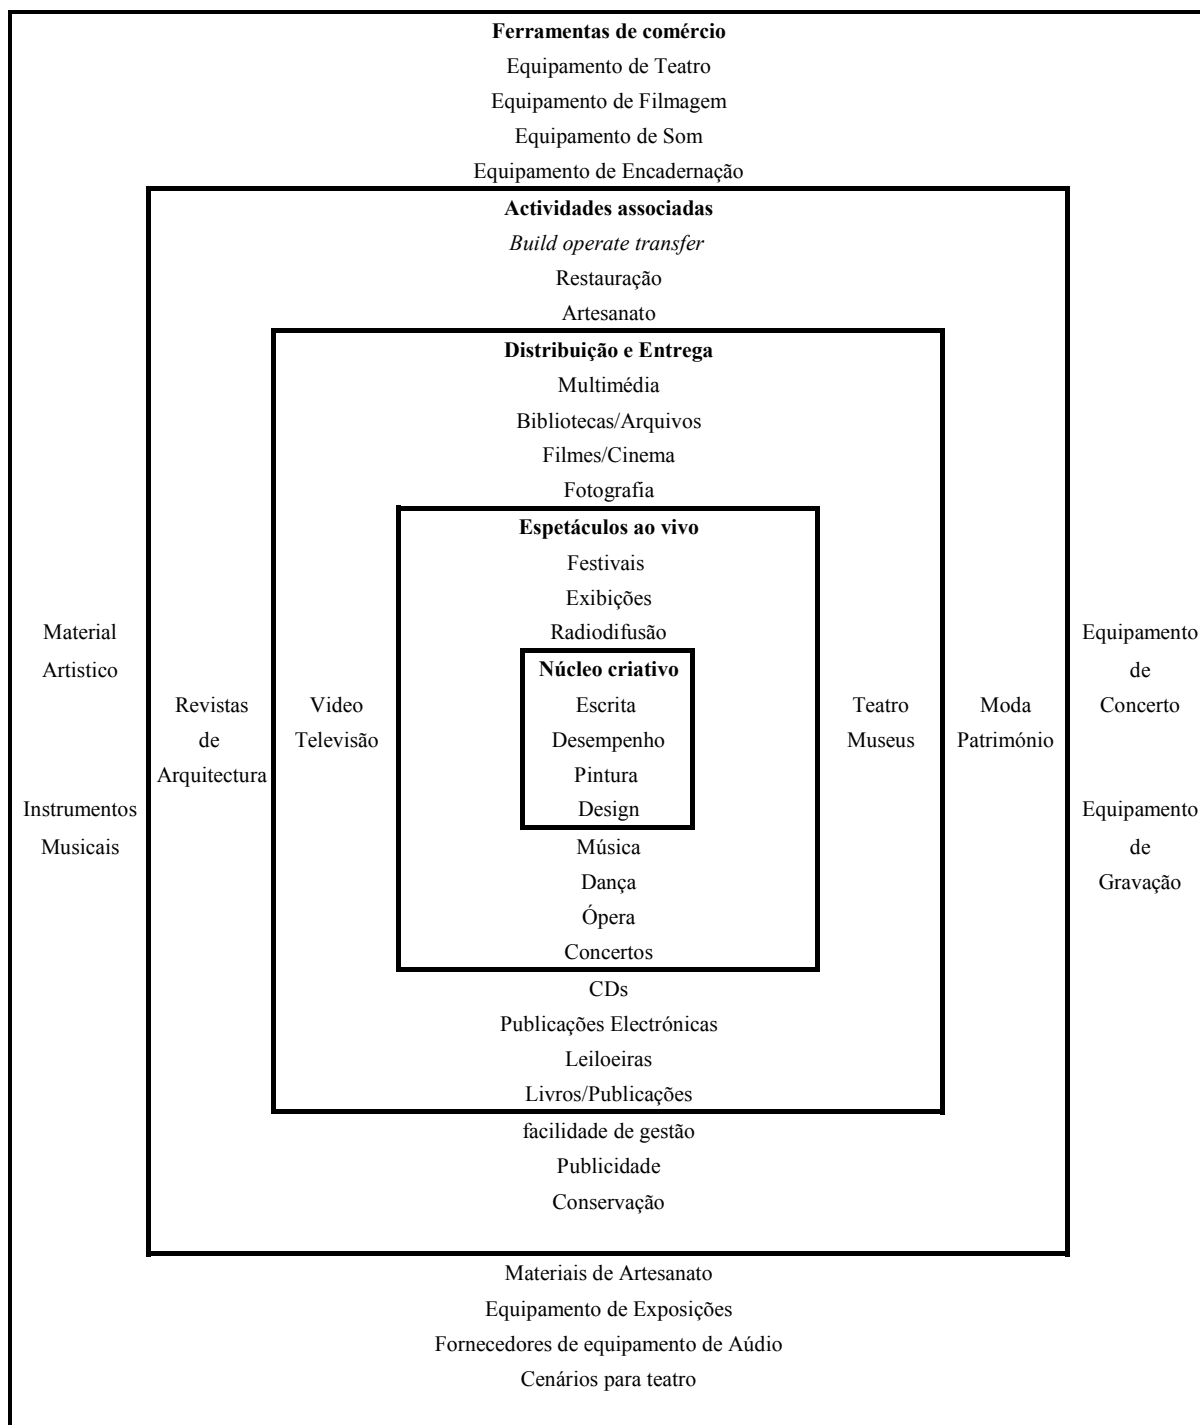 Ferramentas de comércio
Equipamento de Teatro
Equipamento de Filmagem
Equipamento de Som
Equipamento de Encadernação
Actividades associadas
Build operate transfer
Restauração
Artesanato
Distribuição e Entrega
Multimédia
Bibliotecas/Arquivos
Filmes/Cinema
Fotografia
Espetáculos ao vivo
Festivais
Exibições
Radiodifusão
Material
Artistico
Instrumentos
Musicais
Revistas
de
Arquitectura
Video
Televisão
Núcleo criativo
Escrita
Desempenho
Pintura
Design
Teatro
Museus
Moda
Património
Equipamento
de
Concerto
Equipamento
de
Gravação
Música
Dança
Ópera
Concertos
CDs
Publicações Electrónicas
Leiloeiras
Livros/Publicações
facilidade de gestão
Publicidade
Conservação
Materiais de Artesanato
Equipamento de Exposições
Fornecedores de equipamento de Aúdio
Cenários para teatro